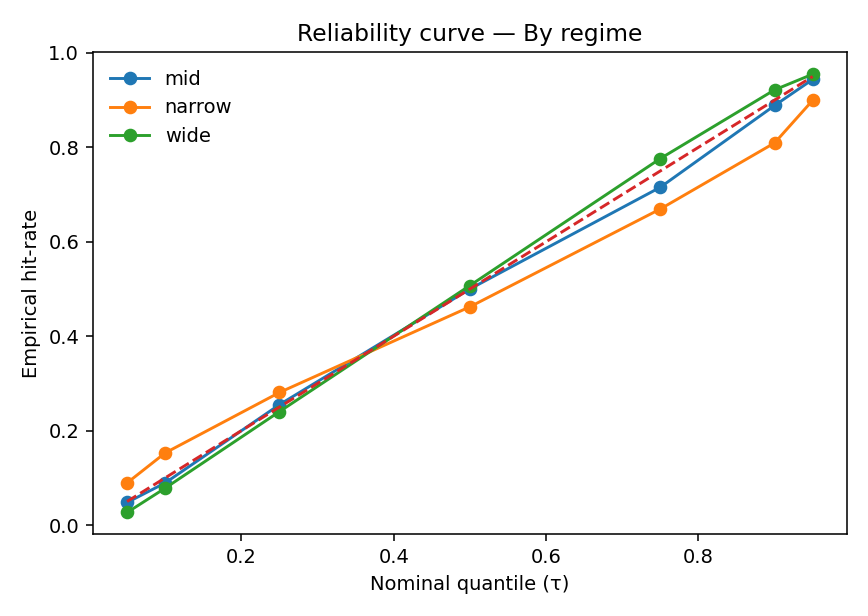 Reliability curve — By regime
mid
narrow
wide
1.0
0.8
0.6
0.4
0.2
0.0
Empirical hit-rate
0.2
0.4
0.6
0.8
Nominal quantile (τ)